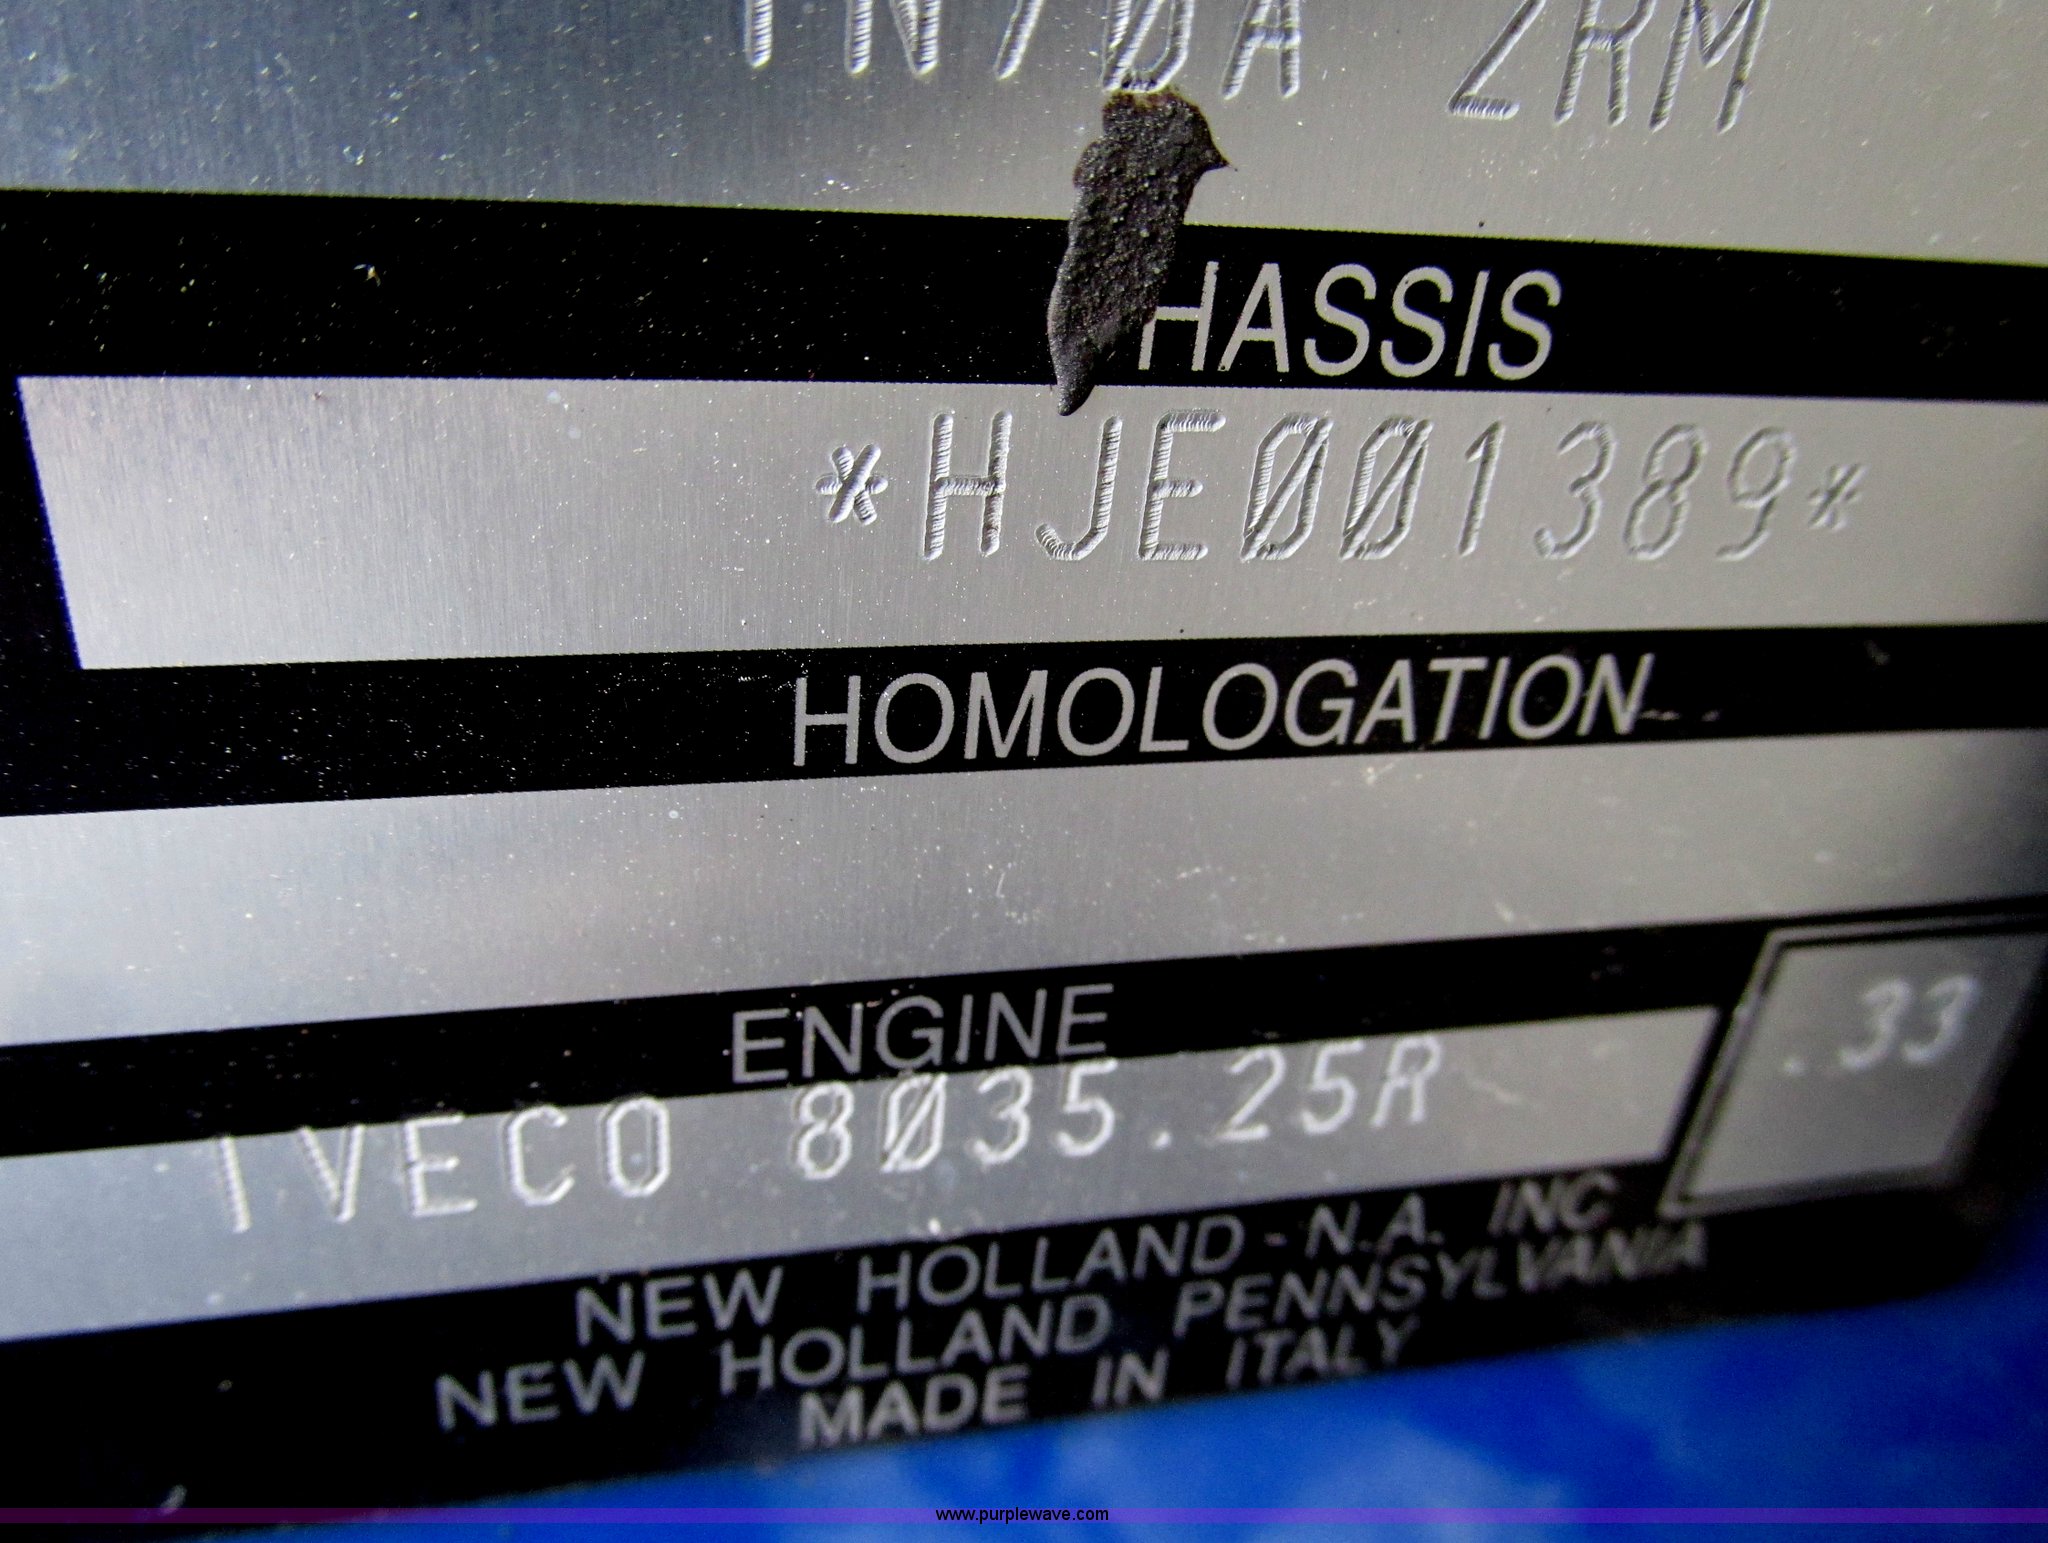 TN70A 2RM
HASSIS
*HJE001389*
HOMOLOGATION
ENGINE
.33
IVECO 8035.25R
NEW HOLLAND - N.A. INC
NEW HOLLAND PENNSYLVANIA
MADE IN ITALY
www.purplewave.com